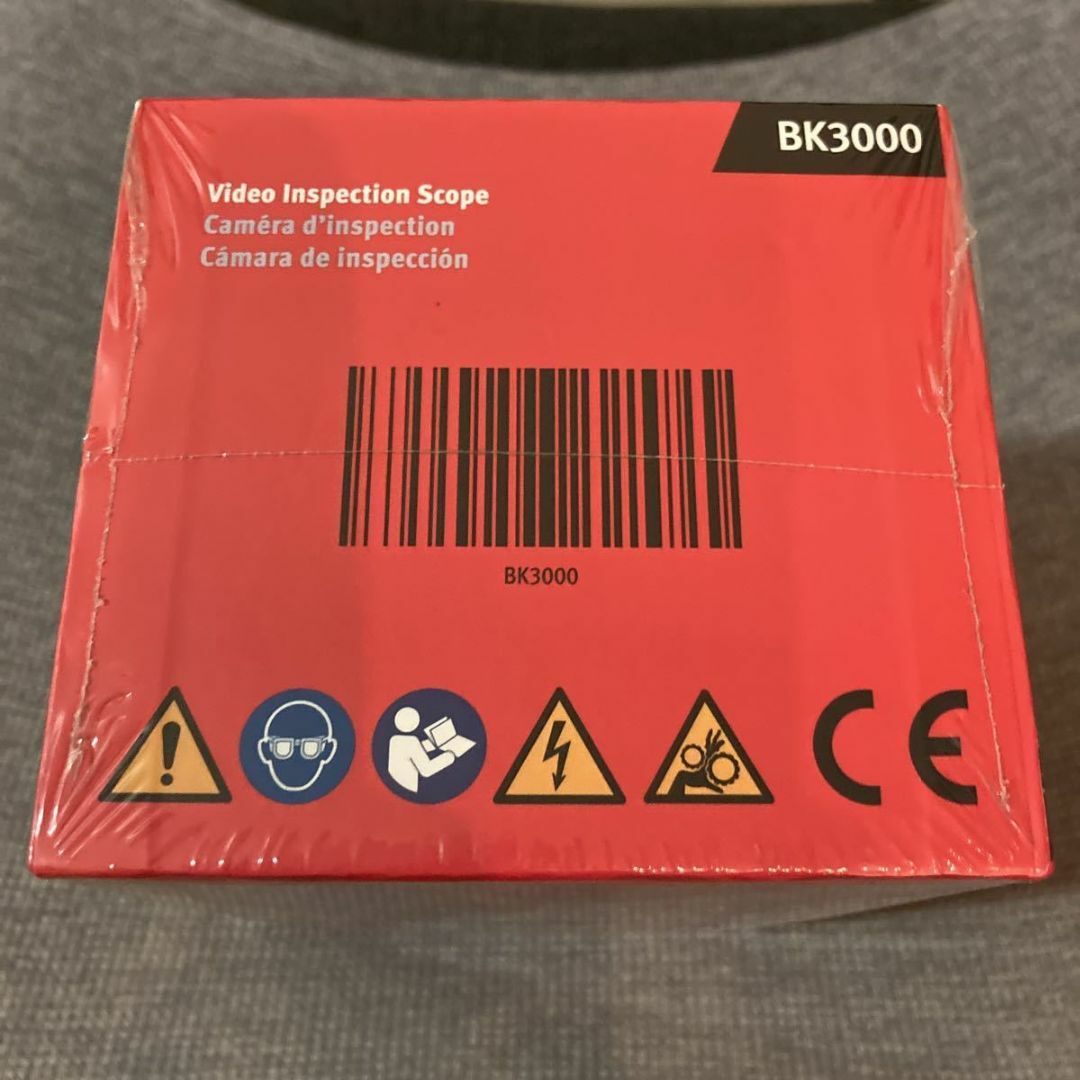 BK3000
Video Inspection Scope
Caméra d'inspection
Cámara de inspección
BK3000
CE